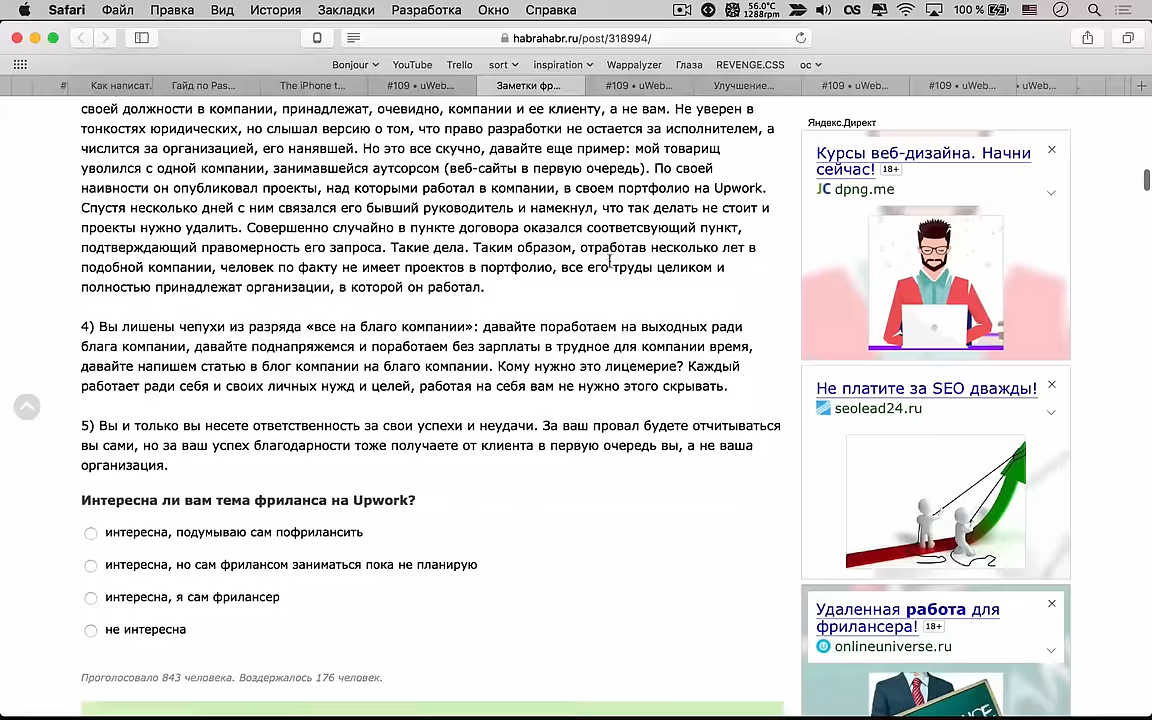 Safari Файл Правка Вид История Закладки Разработка Окно Справка
56.0°C
1288rpm
100 %
habrahabr.ru/post/318994/
Bonjour YouTube Trello sort inspiration Wappalyzer Глаза REVENGE.CSS ос
# Как написат. Гайд по Pas... The iPhone t... #109 • uWeb... Заметки фр... #109 • uWeb... Улучшение... #109 • uWeb... #109 • uWeb... uWeb...
своей должности в компании, принадлежат, очевидно, компании и ее клиенту, а не вам. Не уверен в
тонкостях юридических, но слышал версию о том, что право разработки не остается за исполнителем, а
числится за организацией, его нанявшей. Но это все скучно, давайте еще пример: мой товарищ
уволился с одной компании, занимавшейся аутсорсом (веб-сайты в первую очередь). По своей
наивности он опубликовал проекты, над которыми работал в компании, в своем портфолио на Upwork.
Спустя несколько дней с ним связался его бывший руководитель и намекнул, что так делать не стоит и
проекты нужно удалить. Совершенно случайно в пункте договора оказался соответсвующий пункт,
подтверждающий правомерность его запроса. Такие дела. Таким образом, отработав несколько лет в
подобной компании, человек по факту не имеет проектов в портфолио, все его труды целиком и
полностью принадлежат организации, в которой он работал.
4) Вы лишены чепухи из разряда «все на благо компании»: давайте поработаем на выходных ради
блага компании, давайте поднапряжемся и поработаем без зарплаты в трудное для компании время,
давайте напишем статью в блог компании на благо компании. Кому нужно это лицемерие? Каждый
работает ради себя и своих личных нужд и целей, работая на себя вам не нужно этого скрывать.
5) Вы и только вы несете ответственность за свои успехи и неудачи. За ваш провал будете отчитываться
вы сами, но за ваш успех благодарности тоже получаете от клиента в первую очередь вы, а не ваша
организация.
Интересна ли вам тема фриланса на Upwork?
интересна, подумываю сам пофрилансить
интересна, но сам фрилансом заниматься пока не планирую
интересна, я сам фрилансер
не интересна
Проголосовало 843 человека. Воздержалось 176 человек.
Яндекс.Директ
Курсы веб-дизайна. Начни
сейчас! 18+
JC dpng.me
Не платите за SEO дважды!
seolead24.ru
Удаленная работа для
фрилансера! 18+
onlineuniverse.ru